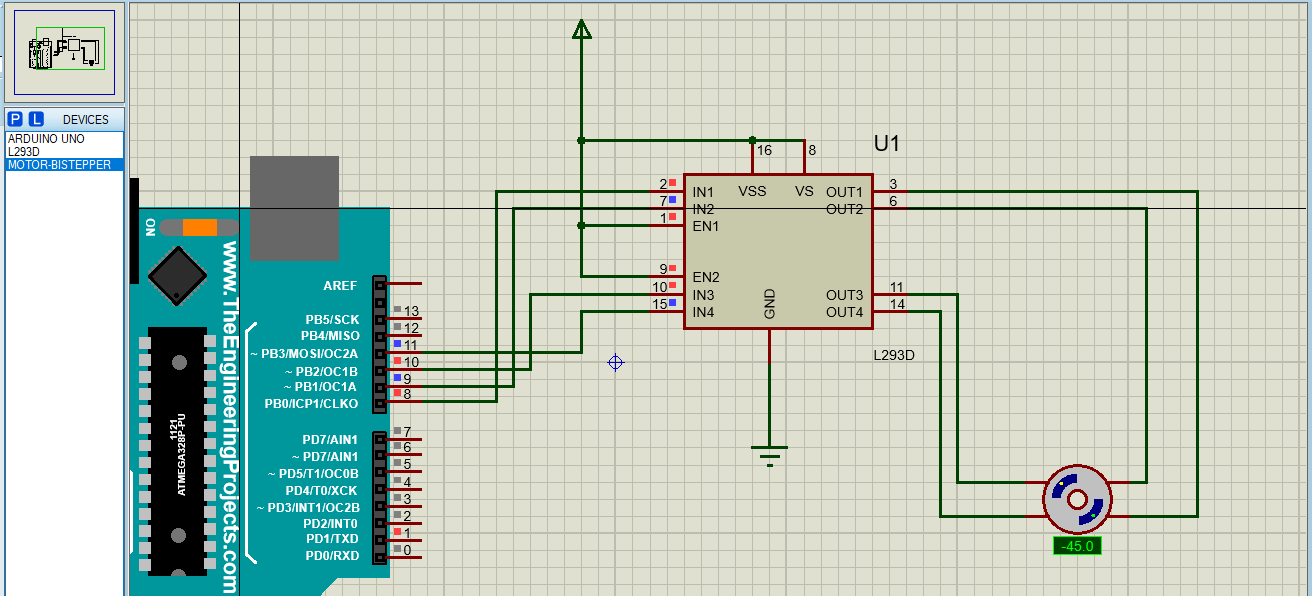 P L DEVICES
ARDUINO UNO
L293D
MOTOR-BISTEPPER
ON
www.TheEngineeringProjects.com
1121
ATMEGA328P-PU
AREF
PB5/SCK 13
PB4/MISO 12
~ PB3/MOSI/OC2A 11
~ PB2/OC1B 10
~ PB1/OC1A 9
PB0/ICP1/CLKO 8
PD7/AIN1 7
~ PD7/AIN1 6
~ PD5/T1/OC0B 5
PD4/T0/XCK 4
~ PD3/INT1/OC2B 3
PD2/INT0 2
PD1/TXD 1
PD0/RXD 0
U1
16 8
VSS VS
2 IN1 OUT1 3
7 IN2 OUT2 6
1 EN1
9 EN2
10 IN3 OUT3 11
15 IN4 OUT4 14
GND
L293D
-45.0